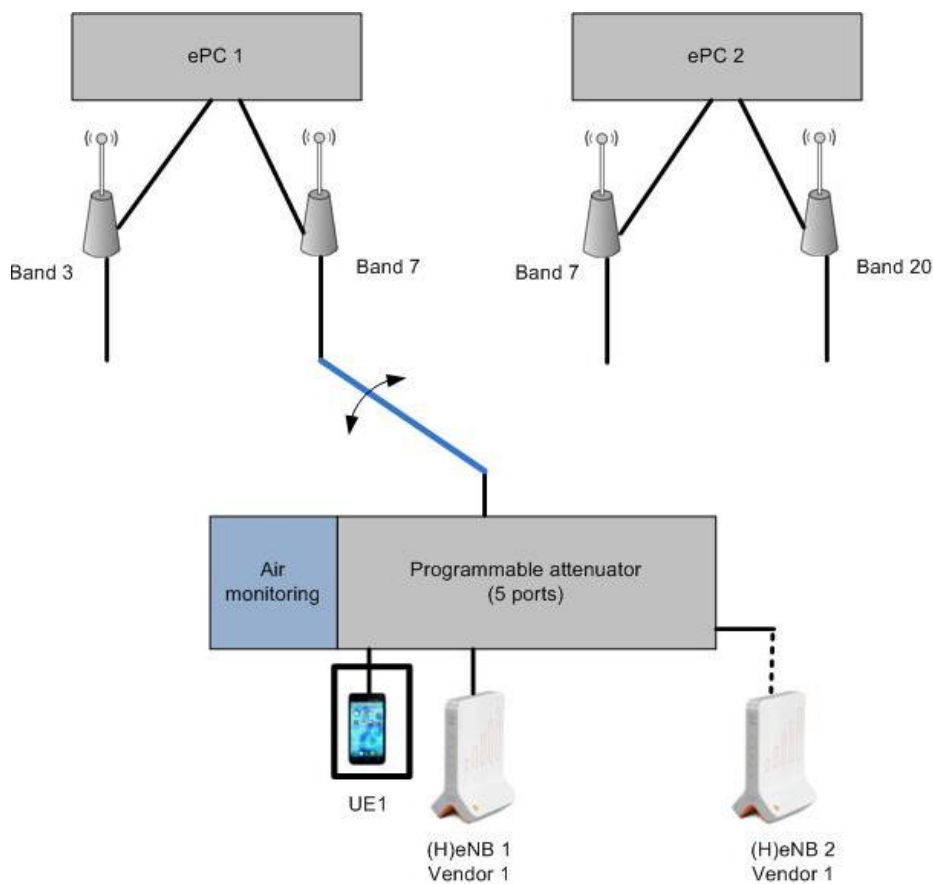 ePC 1
ePC 2
Band 3
Band 7
Band 7
Band 20
Air
monitoring
Programmable attenuator
(5 ports)
UE1
(H)eNB 1
Vendor 1
(H)eNB 2
Vendor 1